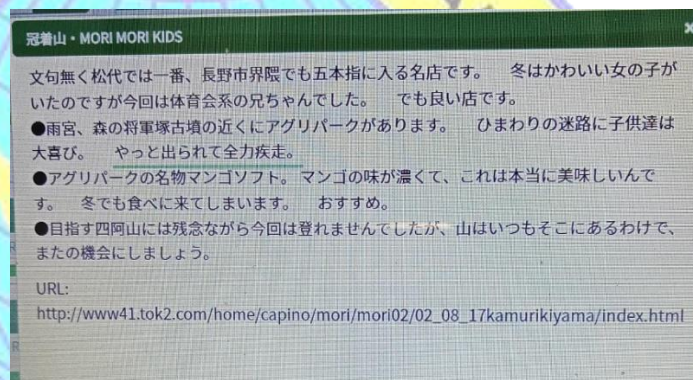 冠着山・MORI MORI KIDS
文句無く松代では一番、長野市界隈でも五本指に入る名店です。　冬はかわいい女の子が
いたのですが今回は体育会系の兄ちゃんでした。　でも良い店です。
●雨宮、森の将軍塚古墳の近くにアグリパークがあります。　ひまわりの迷路に子供達は
大喜び。　やっと出られて全力疾走。
●アグリパークの名物マンゴソフト。 マンゴの味が濃くて、これは本当に美味しいんで
す。　冬でも食べに来てしまいます。　おすすめ。
●目指す四阿山には残念ながら今回は登れませんでしたが、山はいつもそこにあるわけで、
またの機会にしましょう。
URL:
http://www41.tok2.com/home/capino/mori/mori02/02_08_17kamurikiyama/index.html